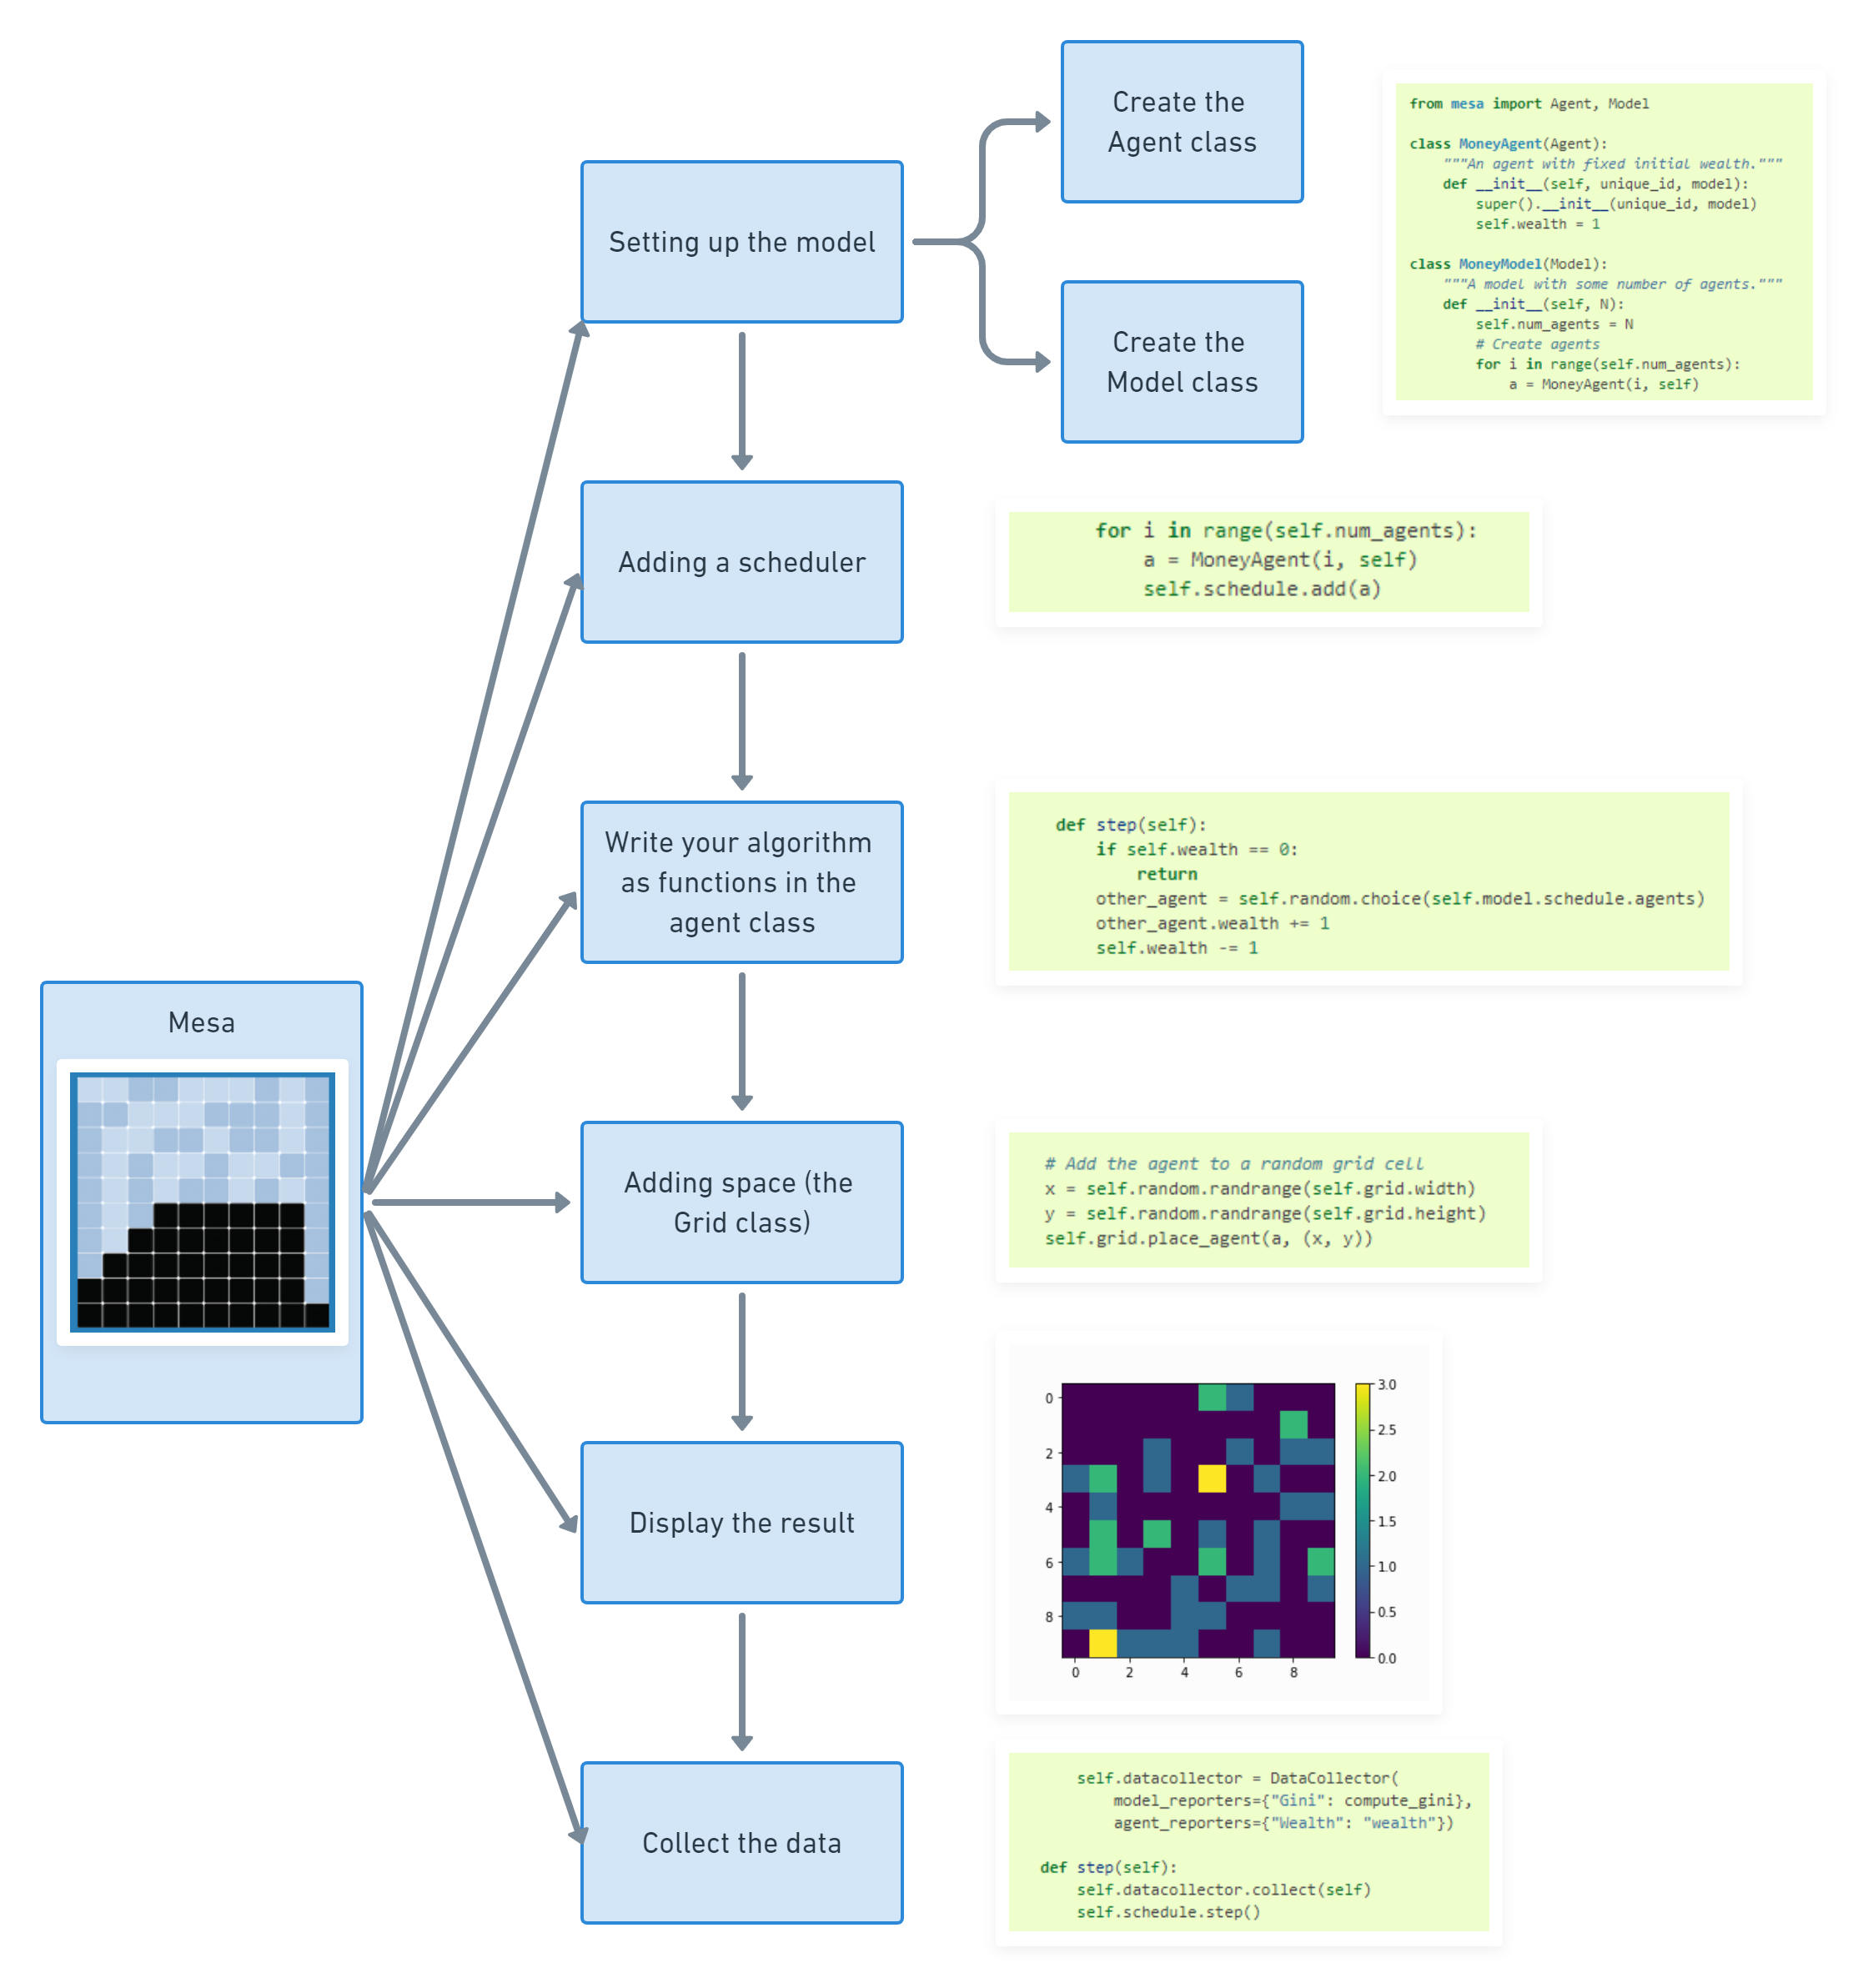 Create the
Agent class
from mesa import Agent, Model
class MoneyAgent(Agent):
"""An agent with fixed initial wealth."""
def __init__(self, unique_id, model):
super().__init__(unique_id, model)
self.wealth = 1
class MoneyModel(Model):
"""A model with some number of agents."""
def __init__(self, N):
self.num_agents = N
# Create agents
for i in range(self.num_agents):
a = MoneyAgent(i, self)
Setting up the model
Create the
Model class
Adding a scheduler
for i in range(self.num_agents):
a = MoneyAgent(i, self)
self.schedule.add(a)
Write your algorithm
as functions in the
agent class
def step(self):
if self.wealth == 0:
return
other_agent = self.random.choice(self.model.schedule.agents)
other_agent.wealth += 1
self.wealth -= 1
Mesa
Adding space (the
Grid class)
# Add the agent to a random grid cell
x = self.random.randrange(self.grid.width)
y = self.random.randrange(self.grid.height)
self.grid.place_agent(a, (x, y))
Display the result
0
2
4
6
8
0 2 4 6 8
3.0
2.5
2.0
1.5
1.0
0.5
0.0
Collect the data
self.datacollector = DataCollector(
model_reporters={"Gini": compute_gini},
agent_reporters={"Wealth": "wealth"})
def step(self):
self.datacollector.collect(self)
self.schedule.step()